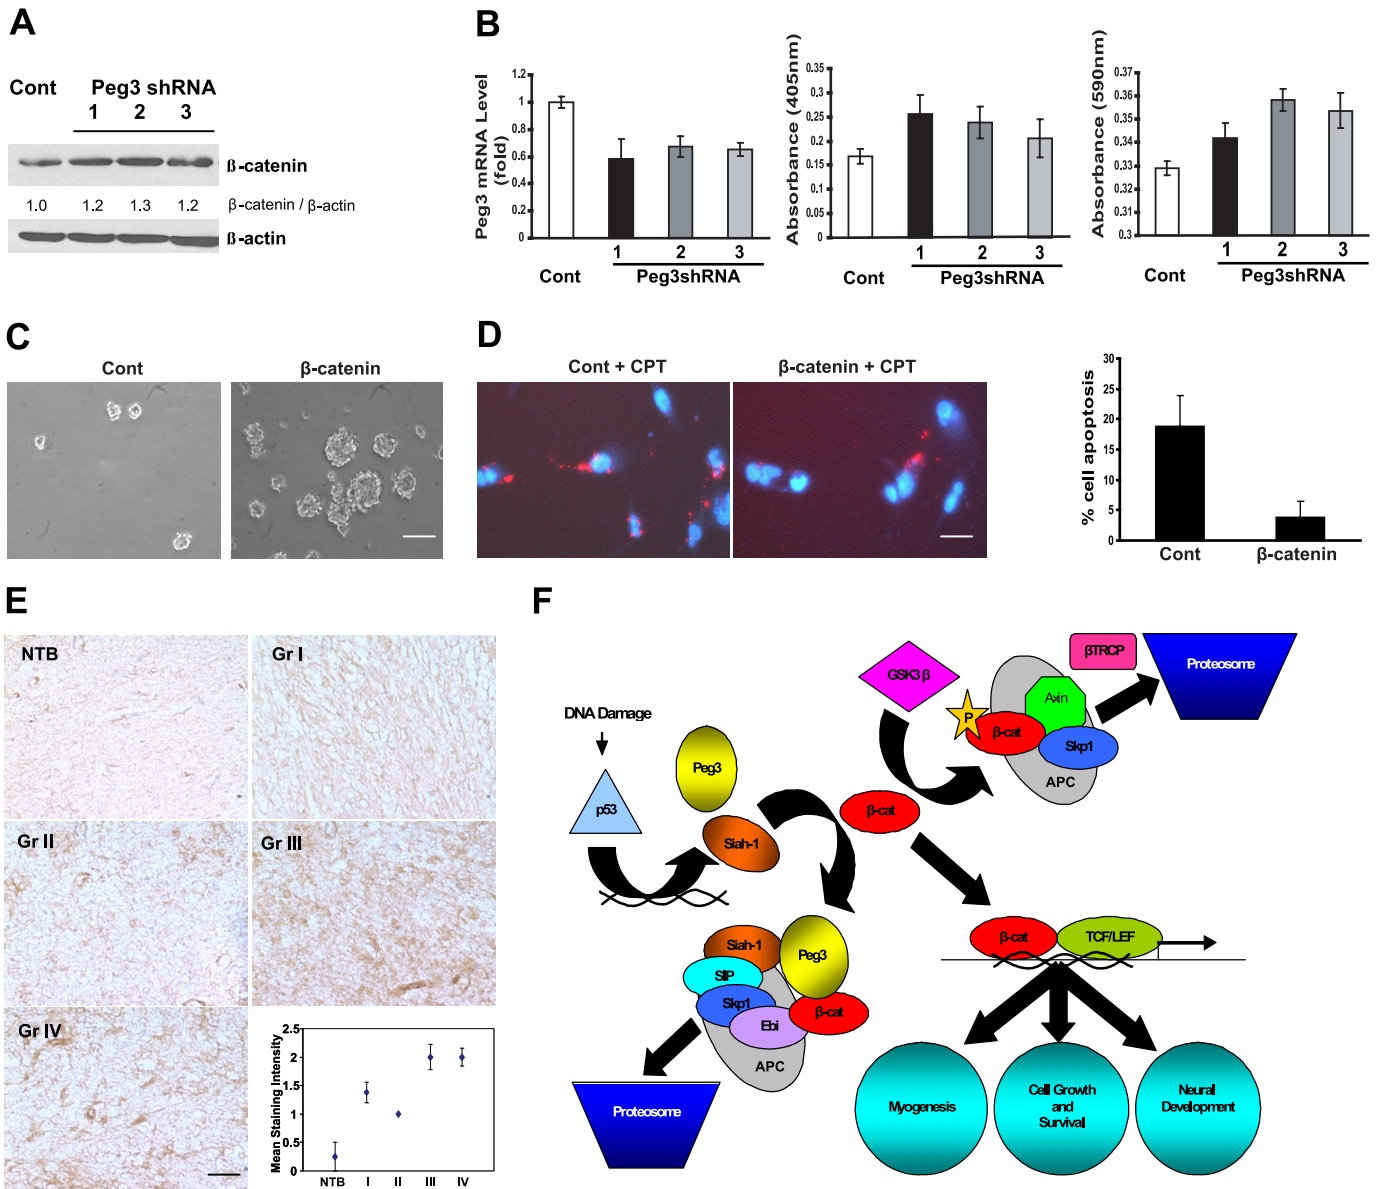 A
Cont
Peg3 shRNA
1 2 3
ß-catenin
1.0 1.2 1.3 1.2 β-catenin / β-actin
ß-actin
B
Peg3 mRNA Level
(fold)
1.2
1
0.8
0.6
0.4
0.2
0
Cont
1 2 3
Peg3shRNA
Absorbance (405nm)
0.35
0.3
0.25
0.2
0.15
0.1
0.05
0
Cont
1 2 3
Peg3shRNA
Absorbance (590nm)
0.37
0.36
0.35
0.34
0.33
0.32
0.31
0.3
Cont
1 2 3
Peg3shRNA
C
Cont
β-catenin
D
Cont + CPT
β-catenin + CPT
% cell apoptosis
30
25
20
15
10
5
0
Cont
β-catenin
E
NTB
Gr I
Gr II
Gr III
Gr IV
Mean Staining Intensity
2.5
2
1.5
1
0.5
0
NTB I II III IV
F
DNA Damage
p53
Peg3
Siah-1
GSK3 β
β-cat
P
β-cat
Axin
Skp1
APC
βTRCP
Proteosome
Siah-1
SIP
Skp1
Ebi
Peg3
β-cat
APC
Proteosome
β-cat
TCF/LEF
Myogenesis
Cell Growth
and
Survival
Neural
Development